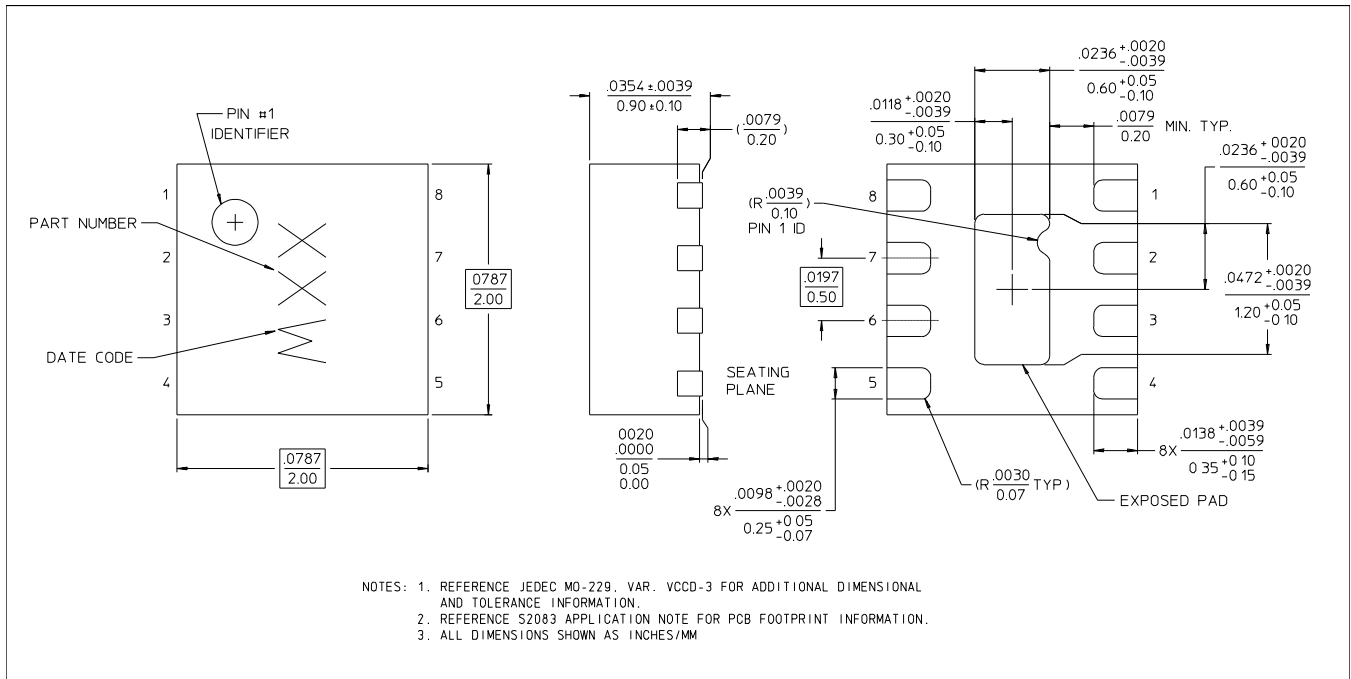 PIN #1
IDENTIFIER
PART NUMBER
DATE CODE
1
2
3
4
8
7
6
5
XX
W
.0787
2.00
.0787
2.00
.0354 ±.0039
0.90 ±0.10
(.0079
0.20)
SEATING
PLANE
.0020
.0000
0.05
0.00
.0118 +.0020
-.0039
0.30 +0.05
-0.10
.0236 +.0020
-.0039
0.60 +0.05
-0.10
.0079
0.20 MIN. TYP.
.0236 +.0020
-.0039
0.60 +0.05
-0.10
(R .0039
0.10)
PIN 1 ID
.0197
0.50
8
7
6
5
1
2
3
4
.0472 +.0020
-.0039
1.20 +0.05
-0.10
8X .0138 +.0039
-.0059
0.35 +0.10
-0.15
8X .0098 +.0020
-.0028
0.25 +0.05
-0.07
(R .0030
0.07 TYP)
EXPOSED PAD
NOTES: 1. REFERENCE JEDEC MO-229, VAR. VCCD-3 FOR ADDITIONAL DIMENSIONAL
AND TOLERANCE INFORMATION.
2. REFERENCE S2083 APPLICATION NOTE FOR PCB FOOTPRINT INFORMATION.
3. ALL DIMENSIONS SHOWN AS INCHES/MM